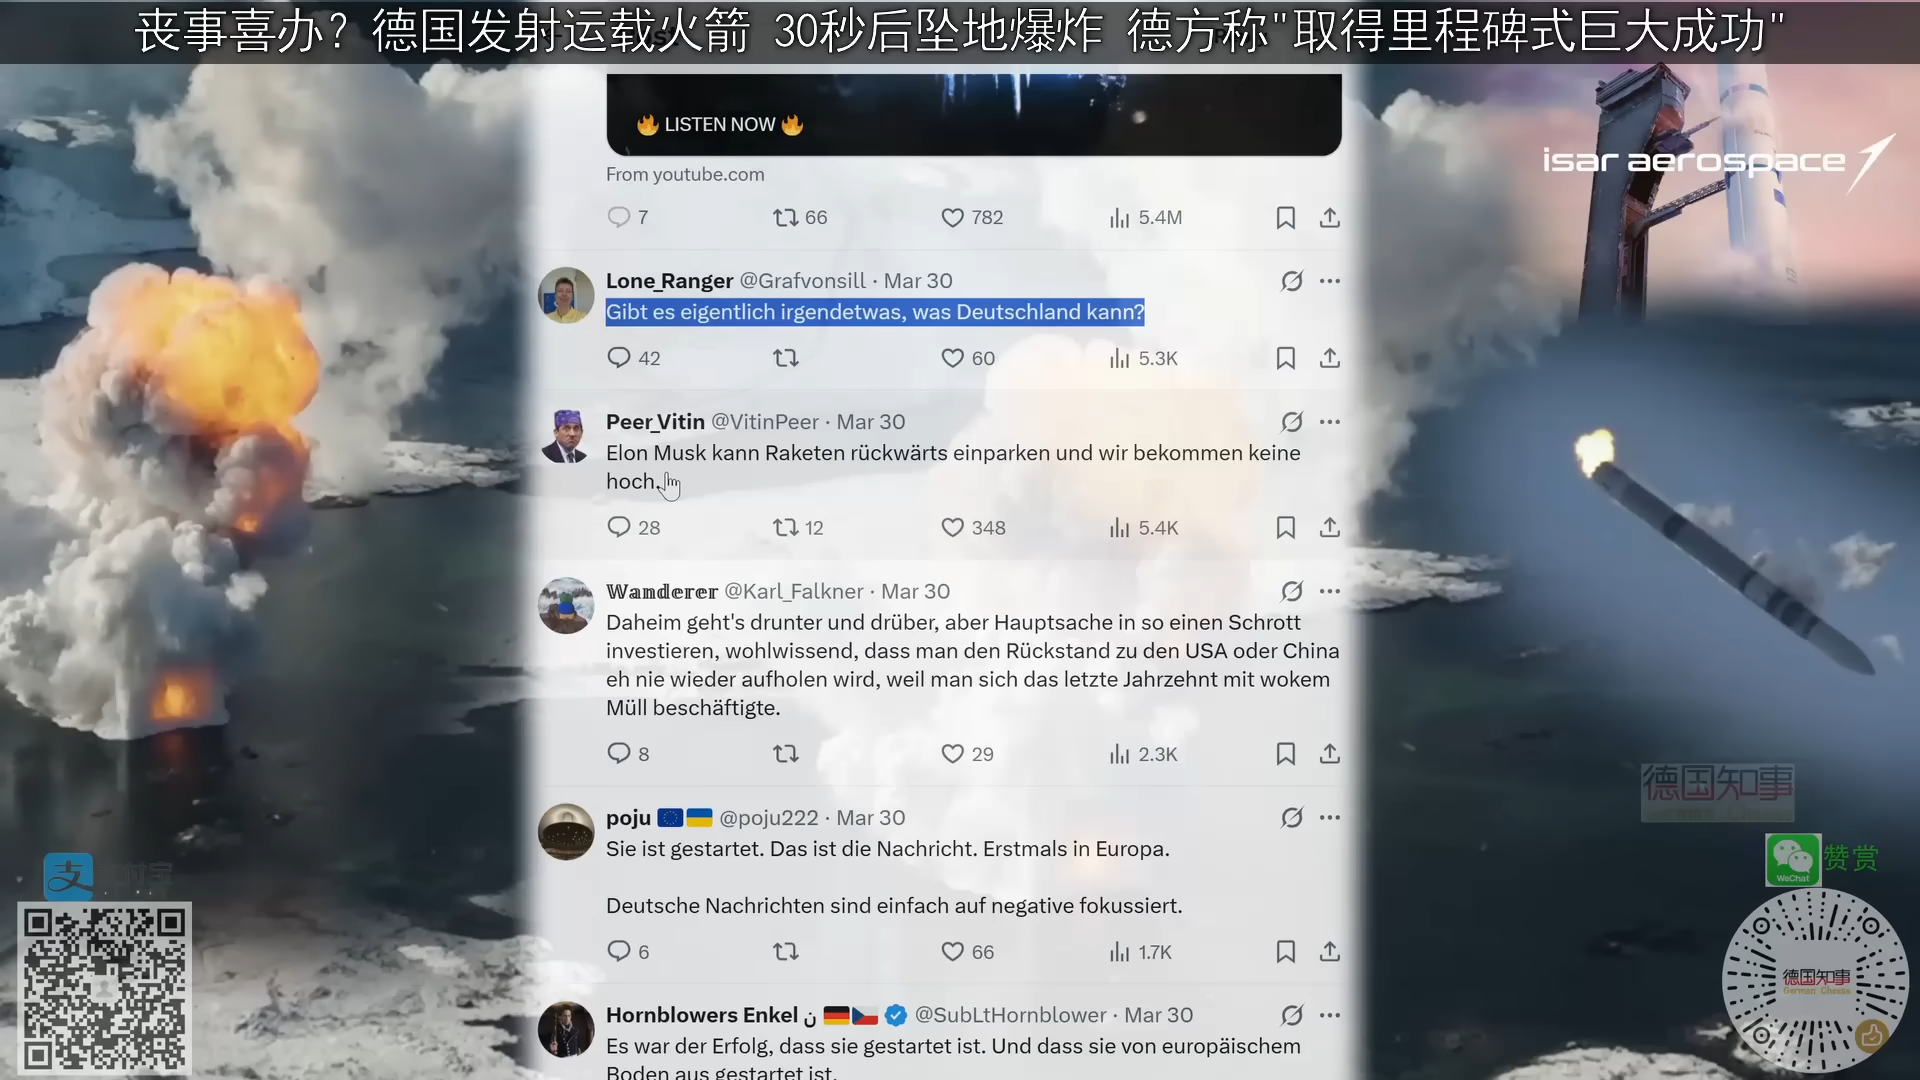 丧事喜办？德国发射运载火箭 30秒后坠地爆炸 德方称"取得里程碑式巨大成功"
🔥 LISTEN NOW 🔥
From youtube.com
7 66 782 5.4M
isar aerospace
Lone_Ranger @Grafvonsill · Mar 30
Gibt es eigentlich irgendetwas, was Deutschland kann?
42 60 5.3K
Peer_Vitin @VitinPeer · Mar 30
Elon Musk kann Raketen rückwärts einparken und wir bekommen keine
hoch.
28 12 348 5.4K
Wanderer @Karl_Falkner · Mar 30
Daheim geht's drunter und drüber, aber Hauptsache in so einen Schrott
investieren, wohlwissend, dass man den Rückstand zu den USA oder China
eh nie wieder aufholen wird, weil man sich das letzte Jahrzehnt mit wokem
Müll beschäftigte.
8 29 2.3K
poju 🇪🇺🇺🇦 @poju222 · Mar 30
Sie ist gestartet. Das ist die Nachricht. Erstmals in Europa.
Deutsche Nachrichten sind einfach auf negative fokussiert.
6 66 1.7K
Hornblowers Enkel ن 🇩🇪🇨🇿 @SubLtHornblower · Mar 30
Es war der Erfolg, dass sie gestartet ist. Und dass sie von europäischem
Boden aus gestartet ist.
德国知事
WeChat
赞赏
德国知事
German Cheese
支